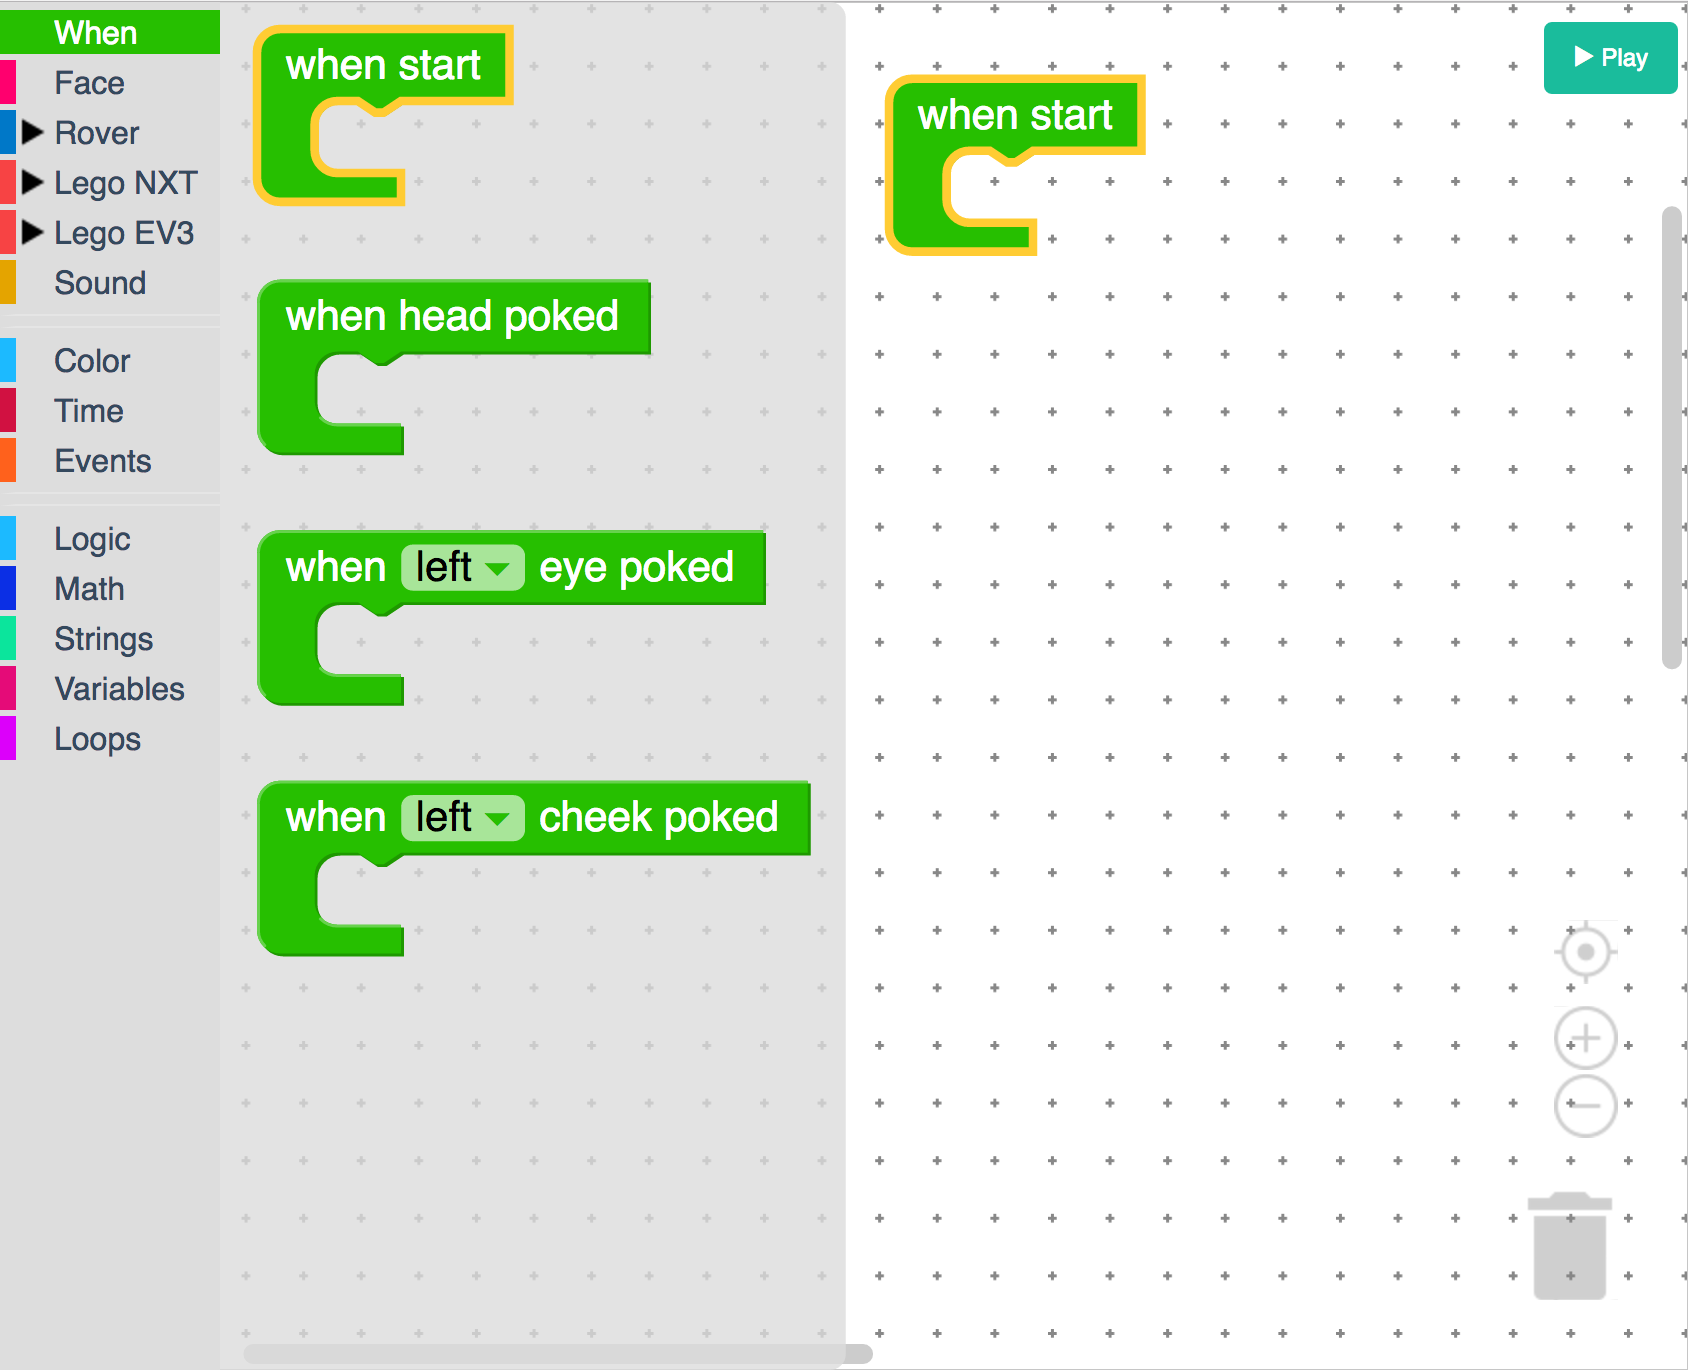 When
Face
Rover
Lego NXT
Lego EV3
Sound
Color
Time
Events
Logic
Math
Strings
Variables
Loops
when start
when head poked
when left eye poked
when left cheek poked
when start
Play